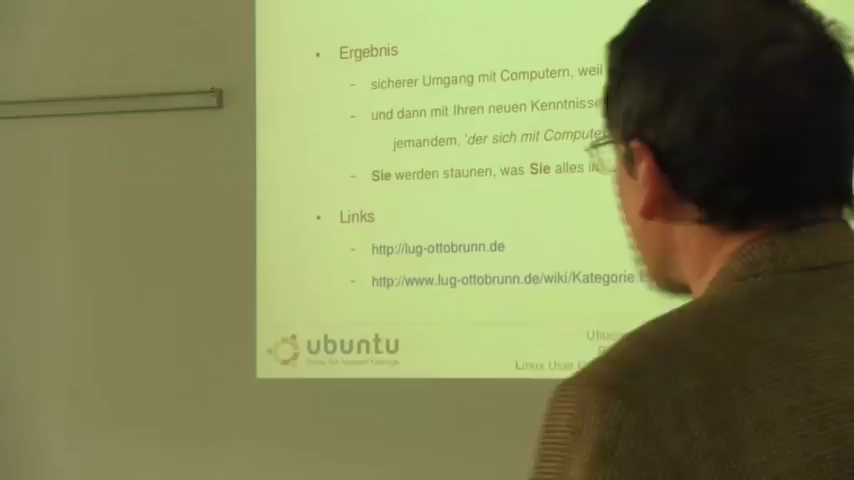 Ergebnis
sicherer Umgang mit Computern, weil
und dann mit Ihren neuen Kenntnisse
jemandem, 'der sich mit Compute
Sie werden staunen, was Sie alles
Links
http://lug-ottobrunn.de
http://www.lug-ottobrunn.de/wiki/Kategorie
ubuntu
Linux User